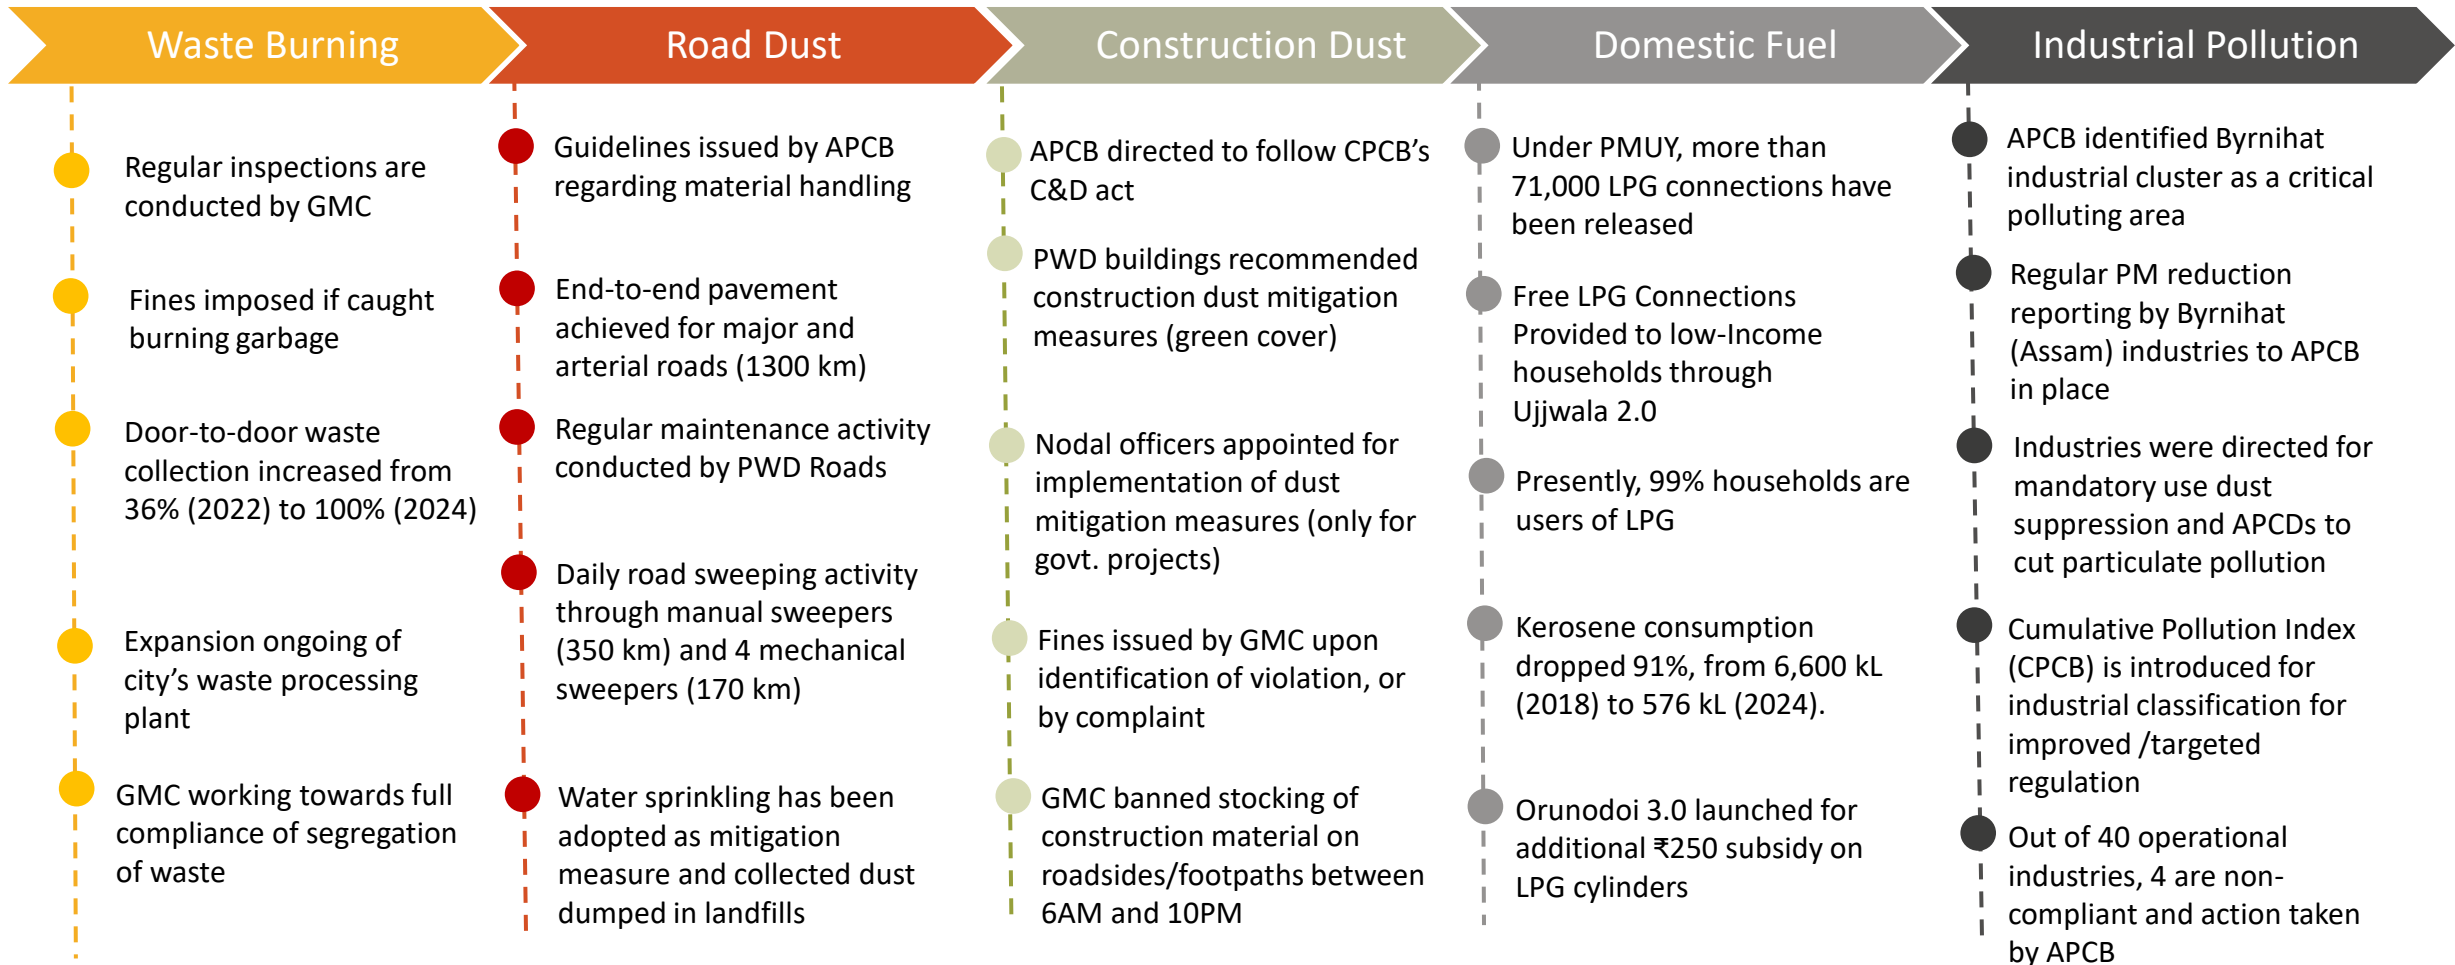 Waste Burning
Regular inspections are
conducted by GMC
Fines imposed if caught
burning garbage
Door-to-door waste
collection increased from
36% (2022) to 100% (2024)
Expansion ongoing of
city's waste processing
plant
GMC working towards full
compliance of segregation
of waste
Road Dust
Guidelines issued by APCB
regarding material handling
End-to-end pavement
achieved for major and
arterial roads (1300 km)
Regular maintenance activity
conducted by PWD Roads
Daily road sweeping activity
through manual sweepers
(350 km) and 4 mechanical
sweepers (170 km)
Water sprinkling has been
adopted as mitigation
measure and collected dust
dumped in landfills
Construction Dust
APCB directed to follow CPCB's
C&D act
PWD buildings recommended
construction dust mitigation
measures (green cover)
Nodal officers appointed for
implementation of dust
mitigation measures (only for
govt. projects)
Fines issued by GMC upon
identification of violation, or
by complaint
GMC banned stocking of
construction material on
roadsides/footpaths between
6AM and 10PM
Domestic Fuel
Under PMUY, more than
71,000 LPG connections have
been released
Free LPG Connections
Provided to low-Income
households through
Ujjwala 2.0
Presently, 99% households are
users of LPG
Kerosene consumption
dropped 91%, from 6,600 kL
(2018) to 576 kL (2024).
Orunodoi 3.0 launched for
additional ₹250 subsidy on
LPG cylinders
Industrial Pollution
APCB identified Byrnihat
industrial cluster as a critical
polluting area
Regular PM reduction
reporting by Byrnihat
(Assam) industries to APCB
in place
Industries were directed for
mandatory use dust
suppression and APCDs to
cut particulate pollution
Cumulative Pollution Index
(CPCB) is introduced for
industrial classification for
improved /targeted
regulation
Out of 40 operational
industries, 4 are non-
compliant and action taken
by APCB